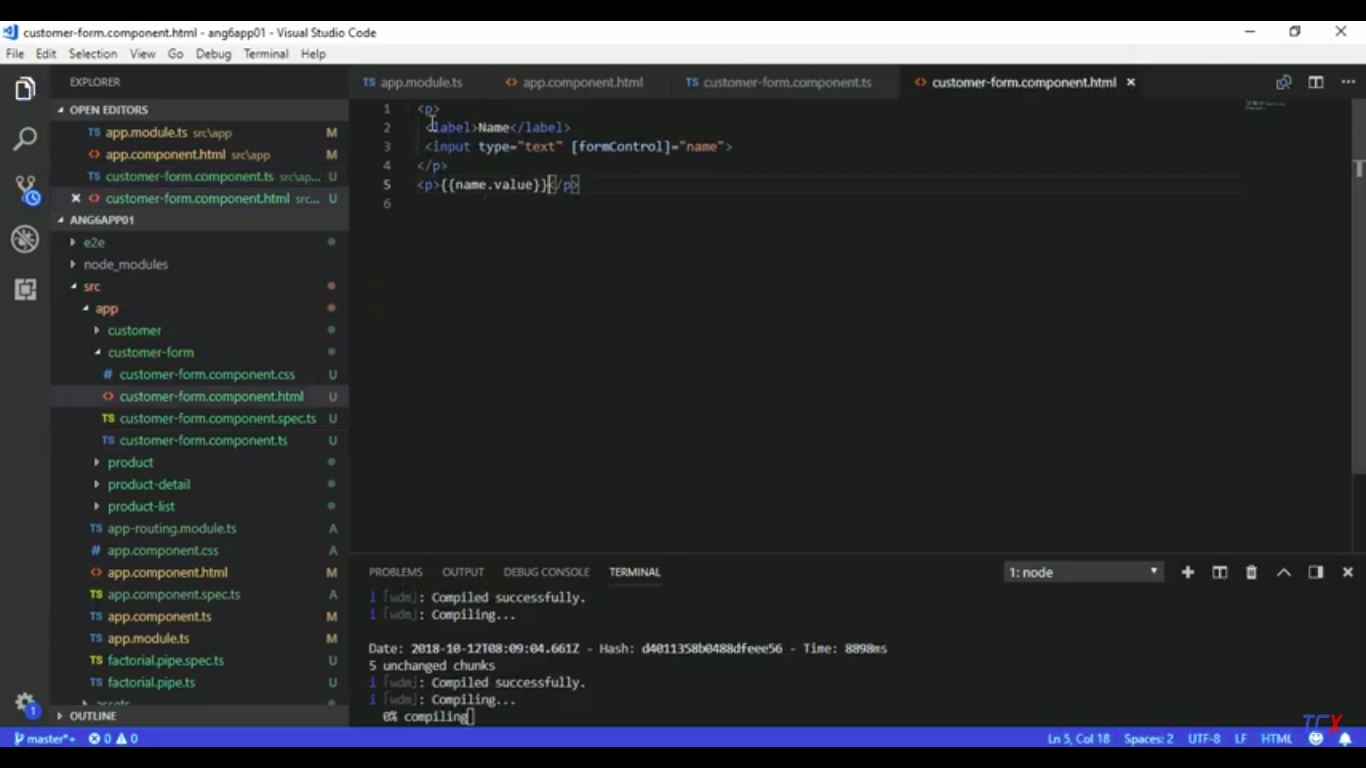 customer-form.component.html - ang6app01 - Visual Studio Code
File Edit Selection View Go Debug Terminal Help
EXPLORER
TS app.module.ts <> app.component.html TS customer-form.component.ts <> customer-form.component.html ×
OPEN EDITORS
TS app.module.ts src\app M
<> app.component.html src\app M
TS customer-form.component.ts src\ap... U
× <> customer-form.component.html src... U
ANG6APP01
e2e
node_modules
src
app
customer
customer-form
# customer-form.component.css U
<> customer-form.component.html U
TS customer-form.component.spec.ts U
TS customer-form.component.ts U
product
product-detail
product-list
TS app-routing.module.ts A
# app.component.css A
<> app.component.html M
TS app.component.spec.ts A
TS app.component.ts M
TS app.module.ts M
TS factorial.pipe.spec.ts U
TS factorial.pipe.ts U
assets
OUTLINE
1 <p>
2 <label>Name</label>
3 <input type="text" [formControl]="name">
4 </p>
5 <p>{{name.value}}</p>
6
PROBLEMS OUTPUT DEBUG CONSOLE TERMINAL 1: node
i ｢wdm｣: Compiled successfully.
i ｢wdm｣: Compiling...
Date: 2018-10-12T08:09:04.661Z - Hash: d4011358b0488dfeee56 - Time: 8898ms
5 unchanged chunks
i ｢wdm｣: Compiled successfully.
i ｢wdm｣: Compiling...
0% compiling
1
TCX
master*+ 0 0 Ln 5, Col 18 Spaces: 2 UTF-8 LF HTML